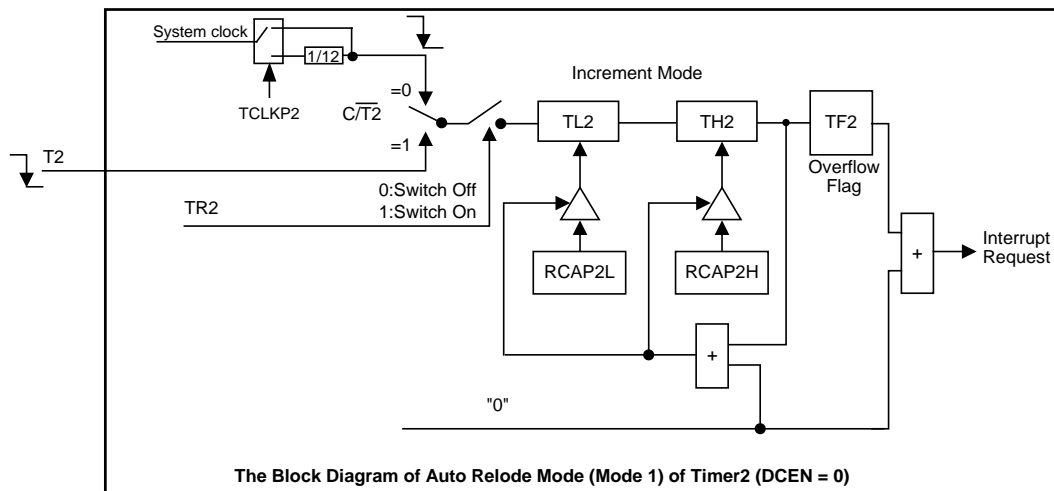 System clock
1/12
TCLKP2
Increment Mode
=0
C/T2
=1
T2
TR2
0:Switch Off
1:Switch On
TL2
TH2
TF2
Overflow
Flag
RCAP2L
RCAP2H
+
Interrupt
Request
+
"0"
The Block Diagram of Auto Relode Mode (Mode 1) of Timer2 (DCEN = 0)